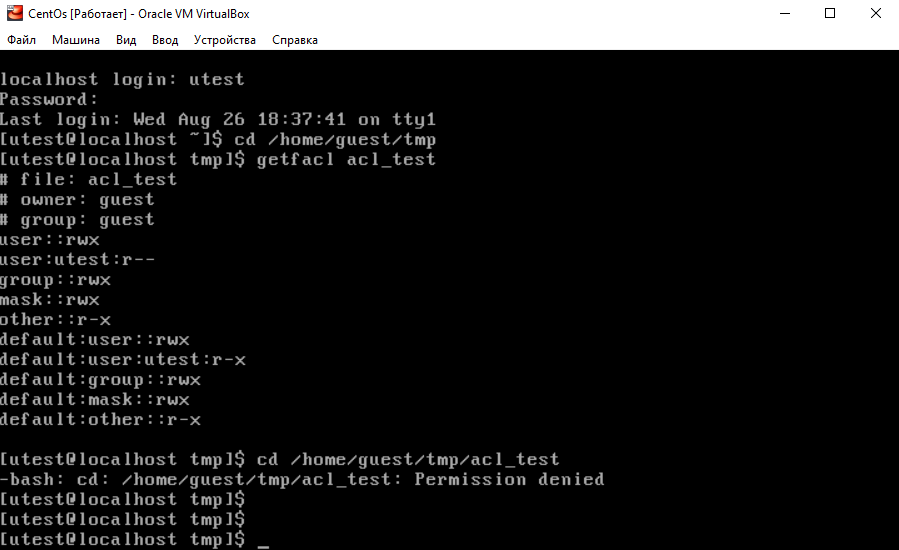 CentOs [Работает] - Oracle VM VirtualBox
Файл Машина Вид Ввод Устройства Справка
localhost login: utest
Password:
Last login: Wed Aug 26 18:37:41 on tty1
[utest@localhost ~]$ cd /home/guest/tmp
[utest@localhost tmp]$ getfacl acl_test
# file: acl_test
# owner: guest
# group: guest
user::rwx
user:utest:r--
group::rwx
mask::rwx
other::r-x
default:user::rwx
default:user:utest:r-x
default:group::rwx
default:mask::rwx
default:other::r-x
[utest@localhost tmp]$ cd /home/guest/tmp/acl_test
-bash: cd: /home/guest/tmp/acl_test: Permission denied
[utest@localhost tmp]$
[utest@localhost tmp]$
[utest@localhost tmp]$ _